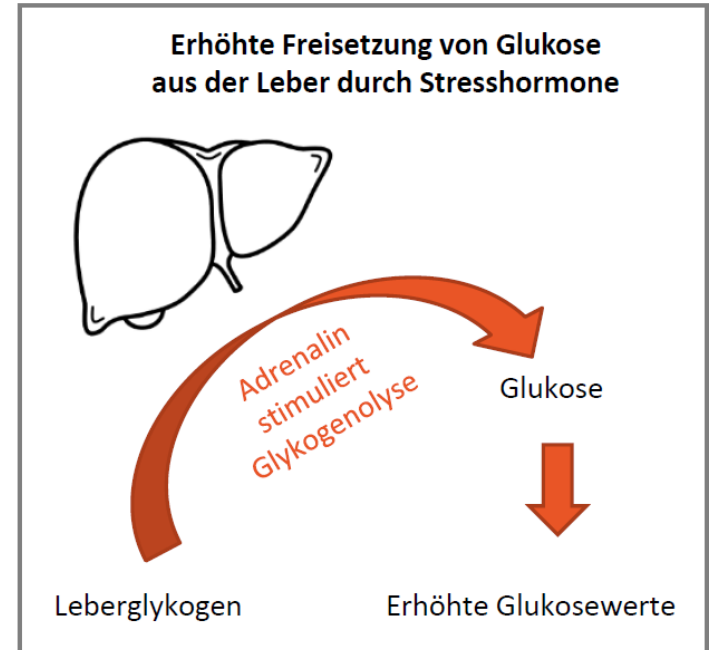 Erhöhte Freisetzung von Glukose
aus der Leber durch Stresshormone
Adrenalin
stimuliert
Glykogenolyse
Glukose
Leberglykogen
Erhöhte Glukosewerte